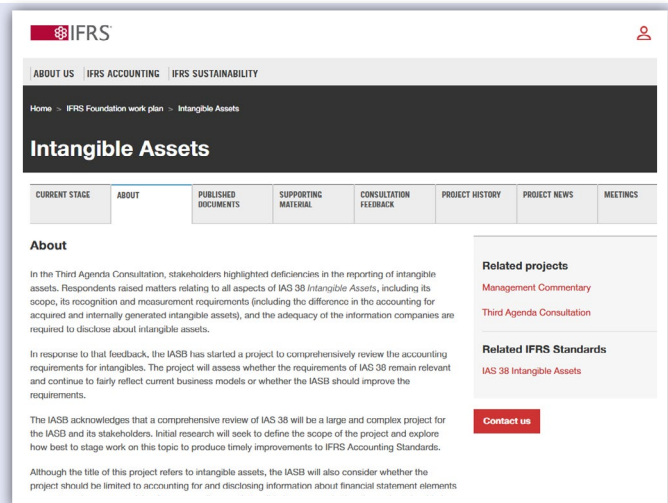 IFRS
ABOUT US IFRS ACCOUNTING IFRS SUSTAINABILITY
Home > IFRS Foundation work plan > Intangible Assets
Intangible Assets
CURRENT STAGE ABOUT PUBLISHED DOCUMENTS SUPPORTING MATERIAL CONSULTATION FEEDBACK PROJECT HISTORY PROJECT NEWS MEETINGS
About
In the Third Agenda Consultation, stakeholders highlighted deficiencies in the reporting of intangible
assets. Respondents raised matters relating to all aspects of IAS 38 Intangible Assets, including its
scope, its recognition and measurement requirements (including the difference in the accounting for
acquired and internally generated intangible assets), and the adequacy of the information companies are
required to disclose about intangible assets.
In response to that feedback, the IASB has started a project to comprehensively review the accounting
requirements for intangibles. The project will assess whether the requirements of IAS 38 remain relevant
and continue to fairly reflect current business models or whether the IASB should improve the
requirements.
The IASB acknowledges that a comprehensive review of IAS 38 will be a large and complex project for
the IASB and its stakeholders. Initial research will seek to define the scope of the project and explore
how best to stage work on this topic to produce timely improvements to IFRS Accounting Standards.
Although the title of this project refers to intangible assets, the IASB will also consider whether the
project should be limited to accounting for and disclosing information about financial statement elements
Related projects
Management Commentary
Third Agenda Consultation
Related IFRS Standards
IAS 38 Intangible Assets
Contact us